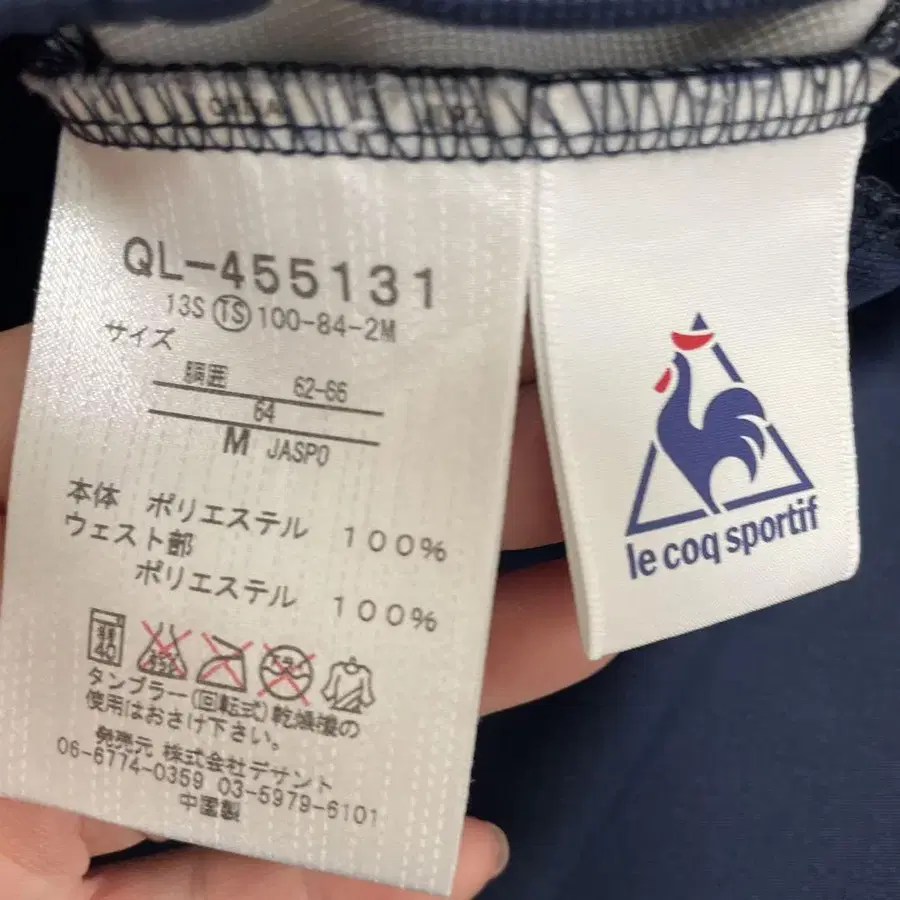 QL-455131
13S TS 100-84-2M
サイズ
胴囲 62-66
64
M JASPO
本体 ポリエステル 100%
ウェスト部
ポリエステル 100%
40
タンブラー(回転式)乾燥機の
使用はおさけ下さい。
発売元 株式会社デサント
06-6774-0359 03-5979-6101
中国製
le coq sportif